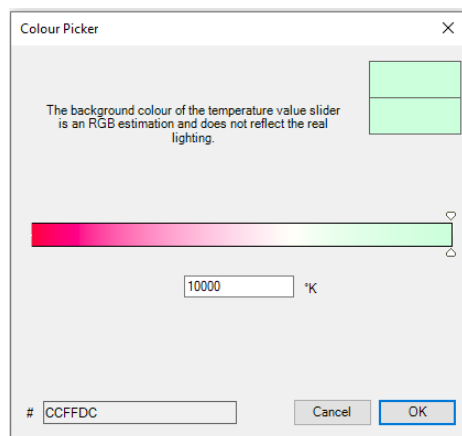 Colour Picker
The background colour of the temperature value slider
is an RGB estimation and does not reflect the real
lighting.
10000 °K
# CCFFDC Cancel OK